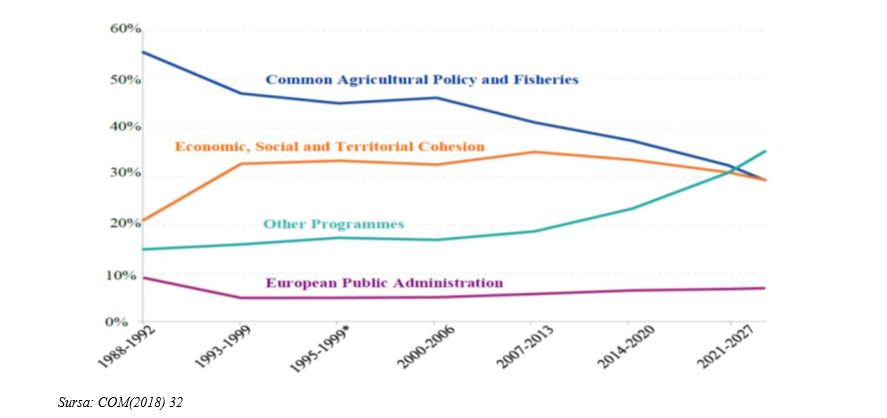 60%
50%
Common Agricultural Policy and Fisheries
40%
Economic, Social and Territorial Cohesion
30%
20%
Other Programmes
10%
European Public Administration
0%
1988-1992
1993-1999
1995-1999*
2000-2006
2007-2013
2014-2020
2021-2027
Sursa: COM(2018) 32